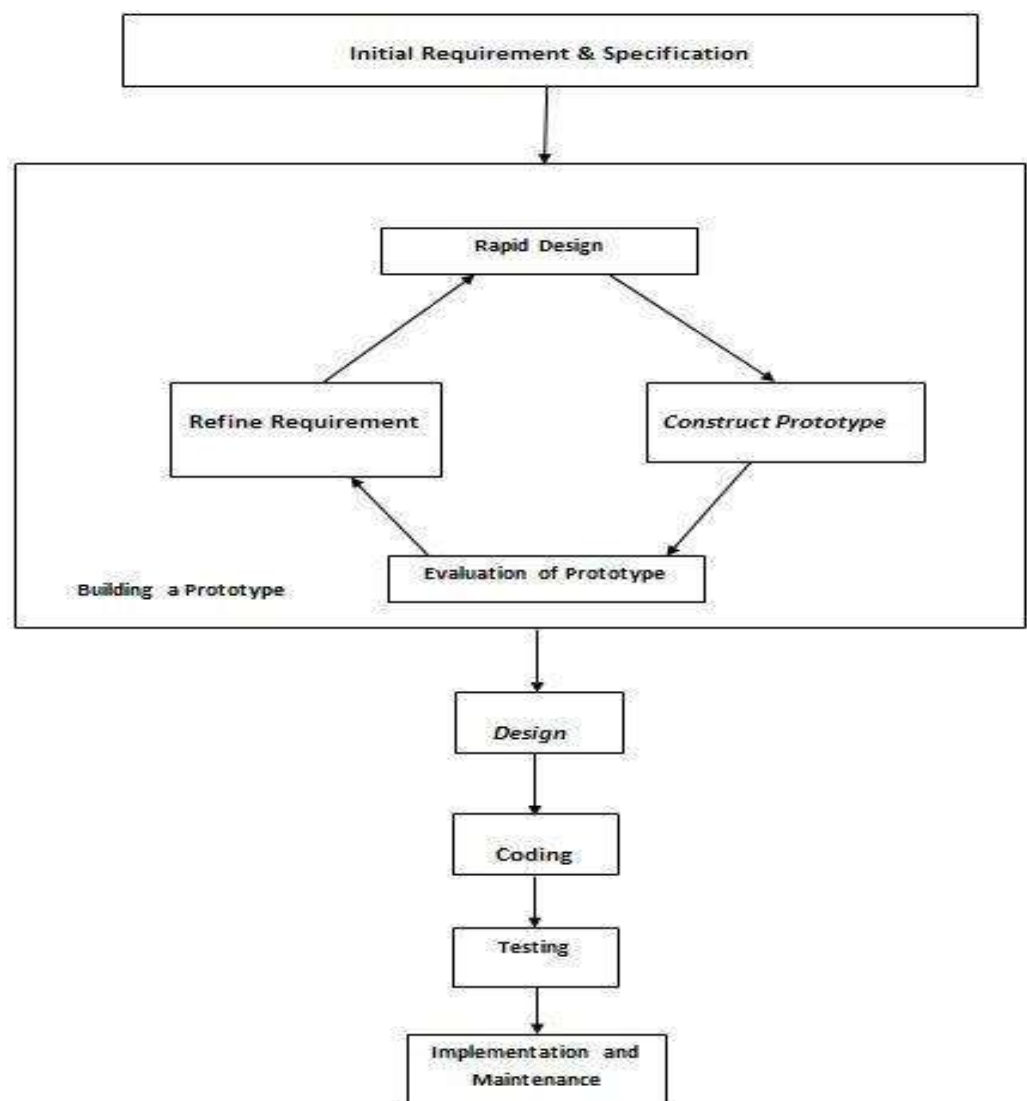 Initial Requirement & Specification
Rapid Design
Refine Requirement
Construct Prototype
Evaluation of Prototype
Building a Prototype
Design
Coding
Testing
Implementation and
Maintenance